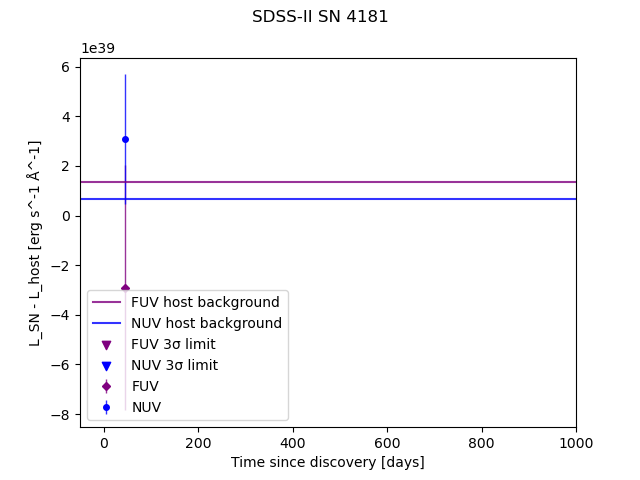 SDSS-II SN 4181
1e39
6
4
2
0
−2
−4
−6
−8
L_SN - L_host [erg s^-1 Å^-1]
FUV host background
NUV host background
FUV 3σ limit
NUV 3σ limit
FUV
NUV
0 200 400 600 800 1000
Time since discovery [days]